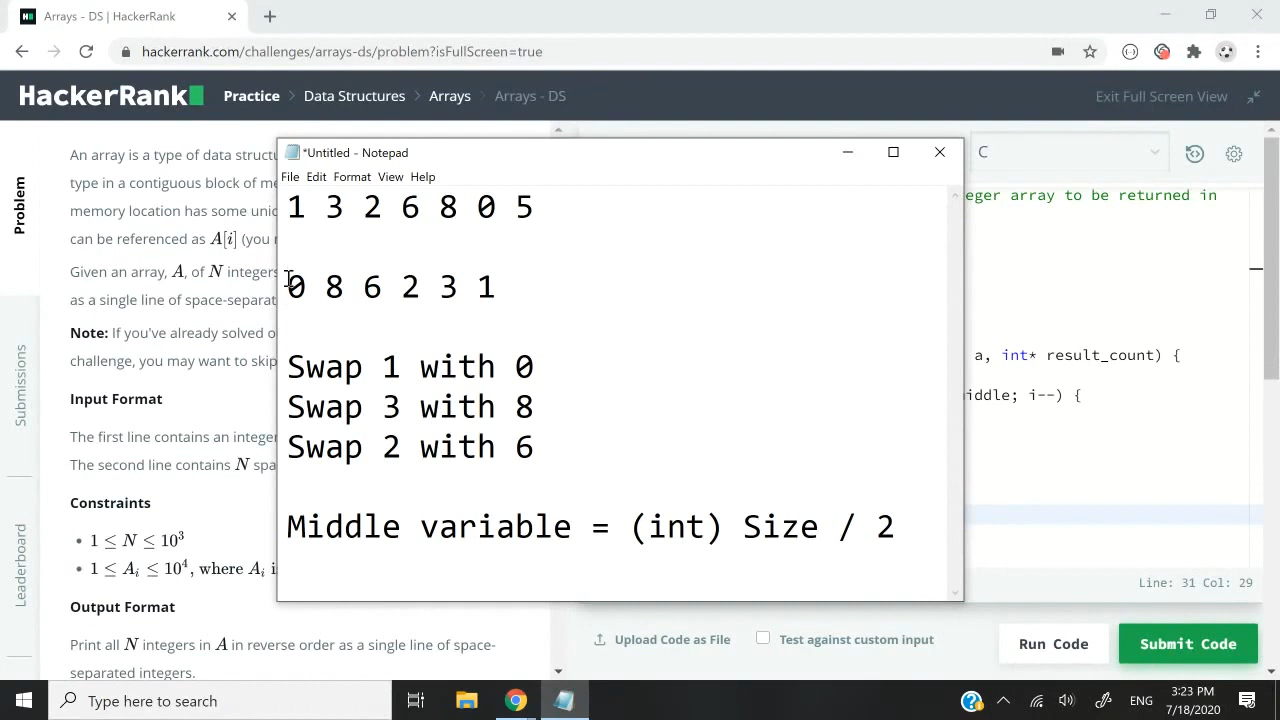 Arrays - DS | HackerRank
hackerrank.com/challenges/arrays-ds/problem?isFullScreen=true
HackerRank Practice > Data Structures > Arrays > Arrays - DS Exit Full Screen View
Problem
Submissions
Leaderboard
An array is a type of data structu
type in a contiguous block of me
memory location has some unic
can be referenced as A[i] (you r
Given an array, A, of N integers
as a single line of space-separat
Note: If you've already solved o
challenge, you may want to skip
Input Format
The first line contains an integer
The second line contains N spa
Constraints
• 1 ≤ N ≤ 10³
• 1 ≤ Aᵢ ≤ 10⁴, where Aᵢ i
Output Format
Print all N integers in A in reverse order as a single line of space-
separated integers.
*Untitled - Notepad
File Edit Format View Help
1 3 2 6 8 0 5
0 8 6 2 3 1
Swap 1 with 0
Swap 3 with 8
Swap 2 with 6
Middle variable = (int) Size / 2
C
eger array to be returned in
a, int* result_count) {
iddle; i--) {
Line: 31 Col: 29
Upload Code as File
Test against custom input
Run Code
Submit Code
Type here to search
ENG
3:23 PM
7/18/2020